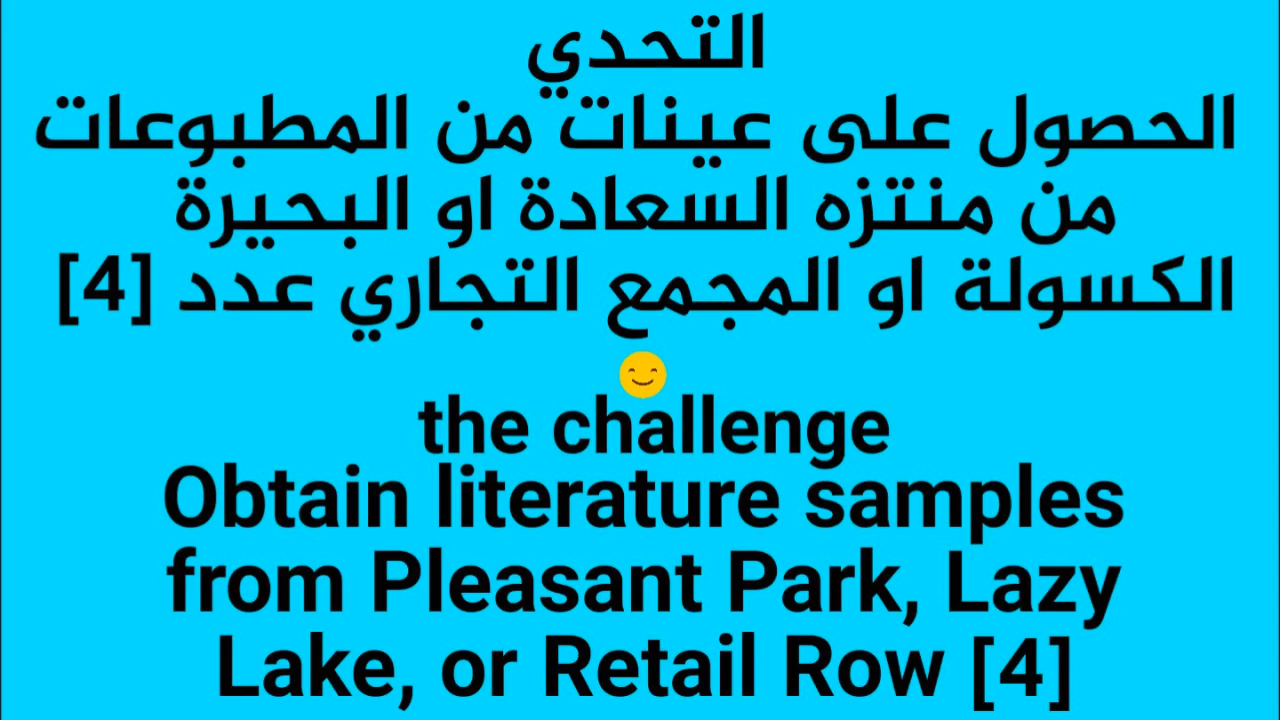 التحدي
الحصول على عينات من المطبوعات
من منتزه السعادة او البحيرة
الكسولة او المجمع التجاري عدد [4]
😊
the challenge
Obtain literature samples
from Pleasant Park, Lazy
Lake, or Retail Row [4]